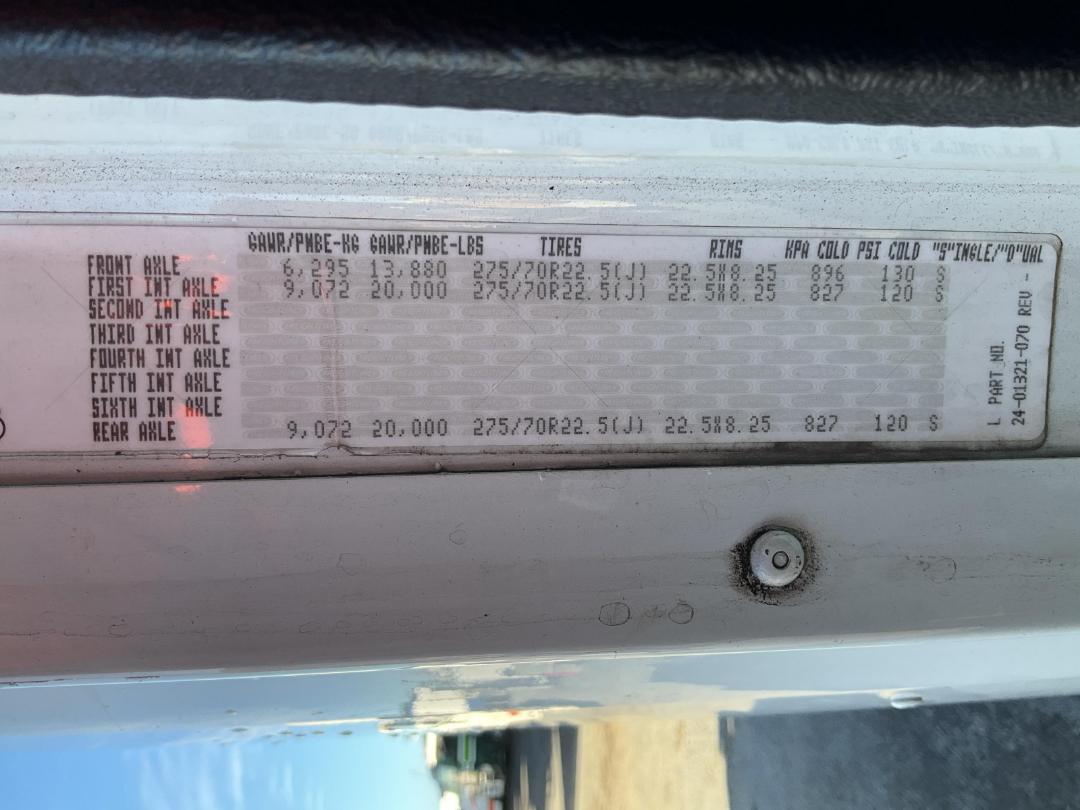 GAWR/PNBE-KG GAWR/PNBE-LBS TIRES RIMS KPA COLD PSI COLD "S"INGLE/"D"UAL
FRONT AXLE 6,295 13,880 275/70R22.5(J) 22.5X8.25 896 130 S
FIRST INT AXLE 9,072 20,000 275/70R22.5(J) 22.5X8.25 827 120 S
SECOND INT AXLE
THIRD INT AXLE
FOURTH INT AXLE
FIFTH INT AXLE
SIXTH INT AXLE
REAR AXLE 9,072 20,000 275/70R22.5(J) 22.5X8.25 827 120 S
L PART NO.
24-01321-070 REV -